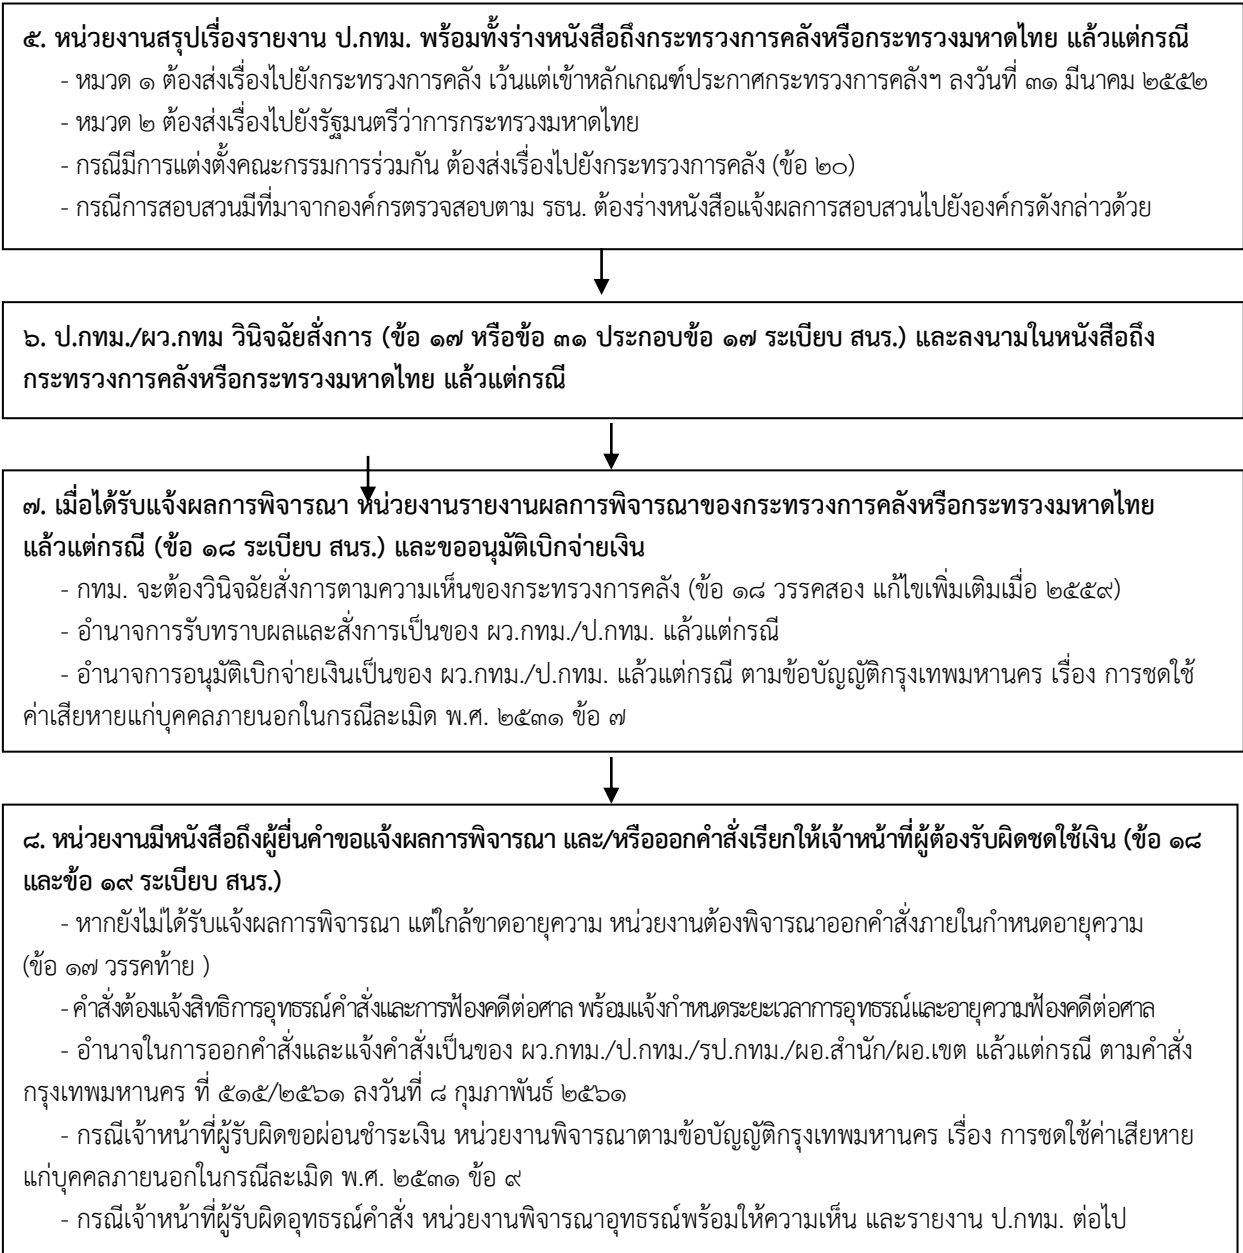 ๕. หน่วยงานสรุปเรื่องรายงาน ป.กทม. พร้อมทั้งร่างหนังสือถึงกระทรวงการคลังหรือกระทรวงมหาดไทย แล้วแต่กรณี
- หมวด ๑ ต้องส่งเรื่องไปยังกระทรวงการคลัง เว้นแต่เข้าหลักเกณฑ์ประกาศกระทรวงการคลังฯ ลงวันที่ ๓๑ มีนาคม ๒๕๕๒
- หมวด ๒ ต้องส่งเรื่องไปยังรัฐมนตรีว่าการกระทรวงมหาดไทย
- กรณีมีการแต่งตั้งคณะกรรมการร่วมกัน ต้องส่งเรื่องไปยังกระทรวงการคลัง (ข้อ ๒๐)
- กรณีการสอบสวนมีที่มาจากองค์กรตรวจสอบตาม รธน. ต้องร่างหนังสือแจ้งผลการสอบสวนไปยังองค์กรดังกล่าวด้วย
๖. ป.กทม./ผว.กทม วินิจฉัยสั่งการ (ข้อ ๑๗ หรือข้อ ๓๑ ประกอบข้อ ๑๗ ระเบียบ สนร.) และลงนามในหนังสือถึง
กระทรวงการคลังหรือกระทรวงมหาดไทย แล้วแต่กรณี
๗. เมื่อได้รับแจ้งผลการพิจารณา หน่วยงานรายงานผลการพิจารณาของกระทรวงการคลังหรือกระทรวงมหาดไทย
แล้วแต่กรณี (ข้อ ๑๘ ระเบียบ สนร.) และขออนุมัติเบิกจ่ายเงิน
- กทม. จะต้องวินิจฉัยสั่งการตามความเห็นของกระทรวงการคลัง (ข้อ ๑๘ วรรคสอง แก้ไขเพิ่มเติมเมื่อ ๒๕๕๙)
- อำนาจการรับทราบผลและสั่งการเป็นของ ผว.กทม./ป.กทม. แล้วแต่กรณี
- อำนาจการอนุมัติเบิกจ่ายเงินเป็นของ ผว.กทม./ป.กทม. แล้วแต่กรณี ตามข้อบัญญัติกรุงเทพมหานคร เรื่อง การชดใช้
ค่าเสียหายแก่บุคคลภายนอกในกรณีละเมิด พ.ศ. ๒๕๓๑ ข้อ ๗
๘. หน่วยงานมีหนังสือถึงผู้ยื่นคำขอแจ้งผลการพิจารณา และ/หรือออกคำสั่งเรียกให้เจ้าหน้าที่ผู้ต้องรับผิดชดใช้เงิน (ข้อ ๑๘
และข้อ ๑๙ ระเบียบ สนร.)
- หากยังไม่ได้รับแจ้งผลการพิจารณา แต่ใกล้ขาดอายุความ หน่วยงานต้องพิจารณาออกคำสั่งภายในกำหนดอายุความ
(ข้อ ๑๗ วรรคท้าย )
- คำสั่งต้องแจ้งสิทธิการอุทธรณ์คำสั่งและการฟ้องคดีต่อศาล พร้อมแจ้งกำหนดระยะเวลาการอุทธรณ์และอายุความฟ้องคดีต่อศาล
- อำนาจในการออกคำสั่งและแจ้งคำสั่งเป็นของ ผว.กทม./ป.กทม./รป.กทม./ผอ.สำนัก/ผอ.เขต แล้วแต่กรณี ตามคำสั่ง
กรุงเทพมหานคร ที่ ๕๑๕/๒๕๖๑ ลงวันที่ ๘ กุมภาพันธ์ ๒๕๖๑
- กรณีเจ้าหน้าที่ผู้รับผิดขอผ่อนชำระเงิน หน่วยงานพิจารณาตามข้อบัญญัติกรุงเทพมหานคร เรื่อง การชดใช้ค่าเสียหาย
แก่บุคคลภายนอกในกรณีละเมิด พ.ศ. ๒๕๓๑ ข้อ ๙
- กรณีเจ้าหน้าที่ผู้รับผิดอุทธรณ์คำสั่ง หน่วยงานพิจารณาอุทธรณ์พร้อมให้ความเห็น และรายงาน ป.กทม. ต่อไป